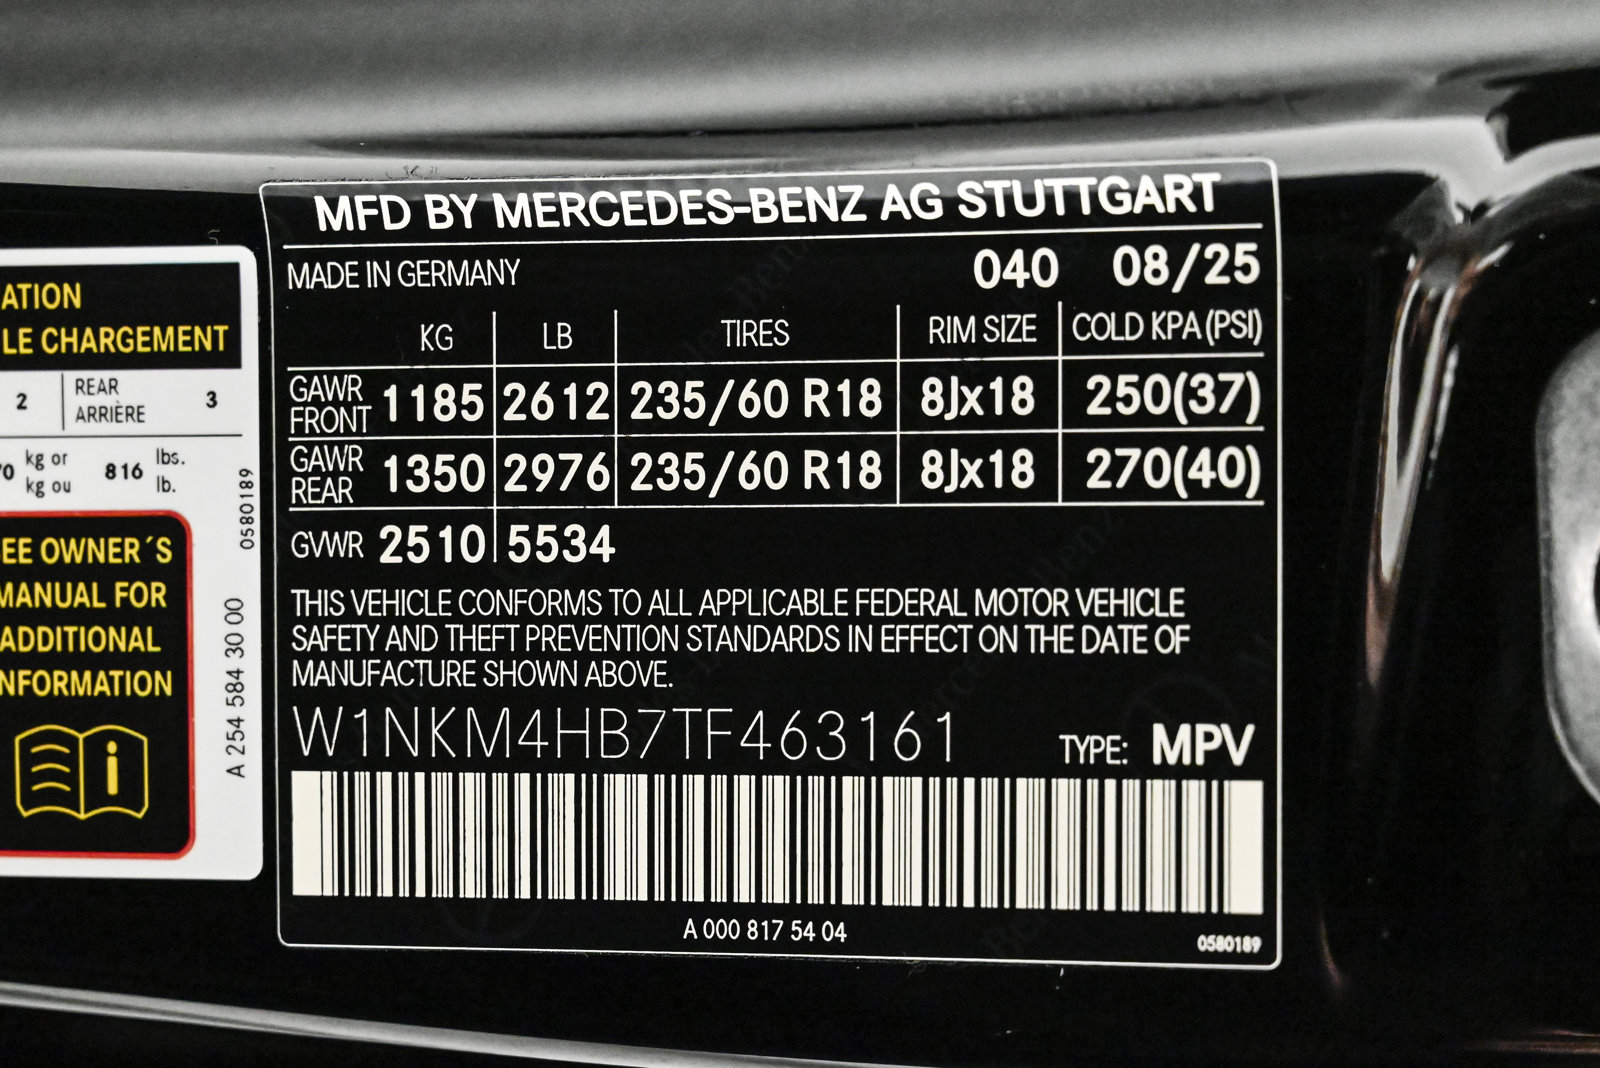 ATION
LE CHARGEMENT
2 REAR ARRIÈRE 3
kg or
kg ou
816 lbs.
lb.
0580189
EE OWNER´S
MANUAL FOR
ADDITIONAL
NFORMATION
A 254 584 30 00
MFD BY MERCEDES-BENZ AG STUTTGART
MADE IN GERMANY 040 08/25
KG LB TIRES RIM SIZE COLD KPA (PSI)
GAWR FRONT 1185 2612 235/60 R18 8Jx18 250(37)
GAWR REAR 1350 2976 235/60 R18 8Jx18 270(40)
GVWR 2510 5534
THIS VEHICLE CONFORMS TO ALL APPLICABLE FEDERAL MOTOR VEHICLE
SAFETY AND THEFT PREVENTION STANDARDS IN EFFECT ON THE DATE OF
MANUFACTURE SHOWN ABOVE.
W1NKM4HB7TF463161 TYPE: MPV
A 000 817 54 04
0580189